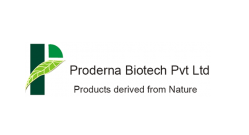 Proderna Biotech Pvt Ltd
Products derived from Nature